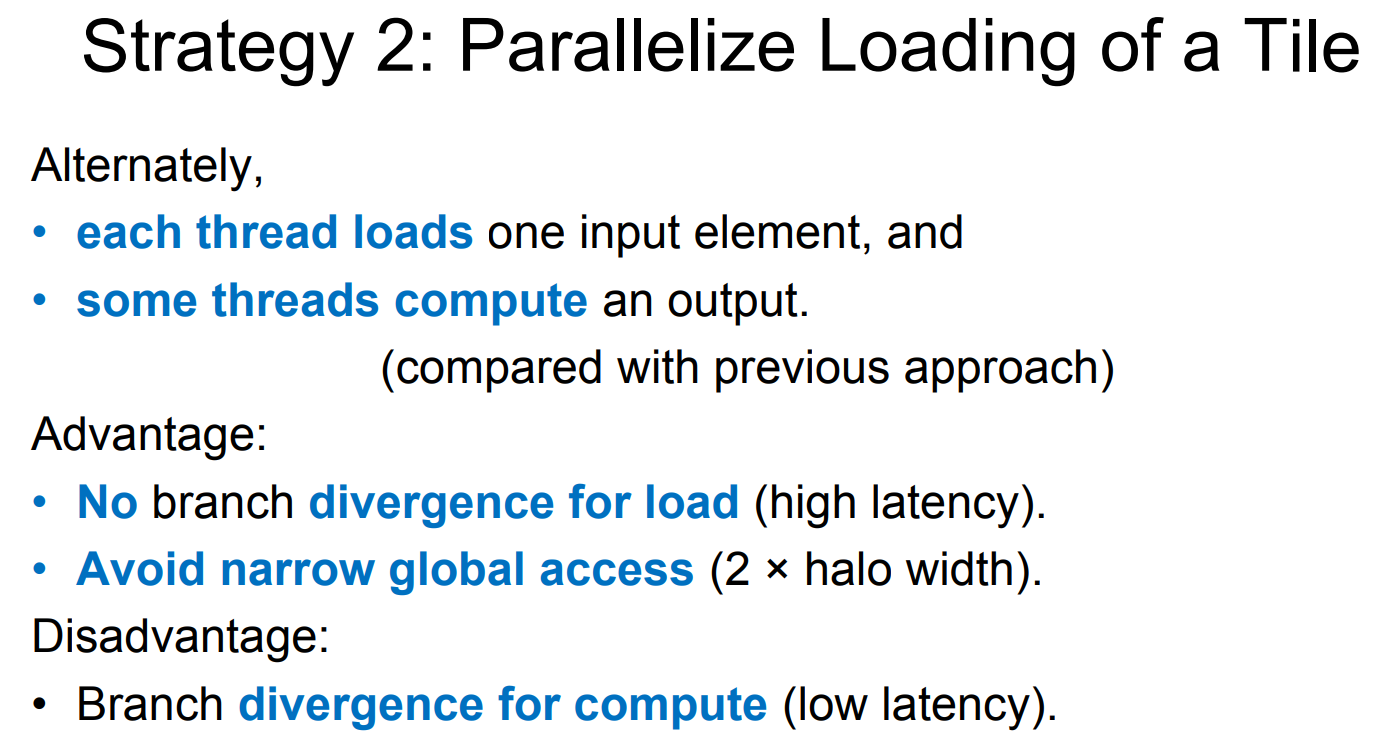 Strategy 2: Parallelize Loading of a Tile
Alternately,
• each thread loads one input element, and
• some threads compute an output.
(compared with previous approach)
Advantage:
• No branch divergence for load (high latency).
• Avoid narrow global access (2 × halo width).
Disadvantage:
• Branch divergence for compute (low latency).